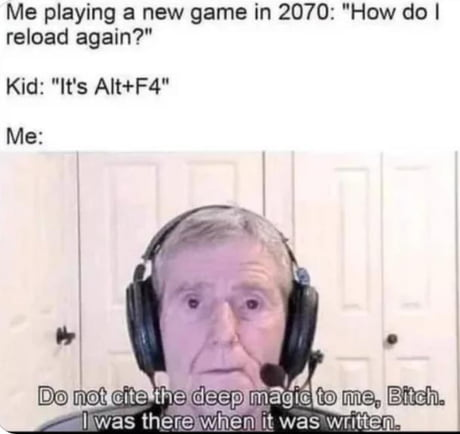 Me playing a new game in 2070: "How do I
reload again?"
Kid: "It's Alt+F4"
Me:
Do not cite the deep magic to me, Bitch.
I was there when it was written.